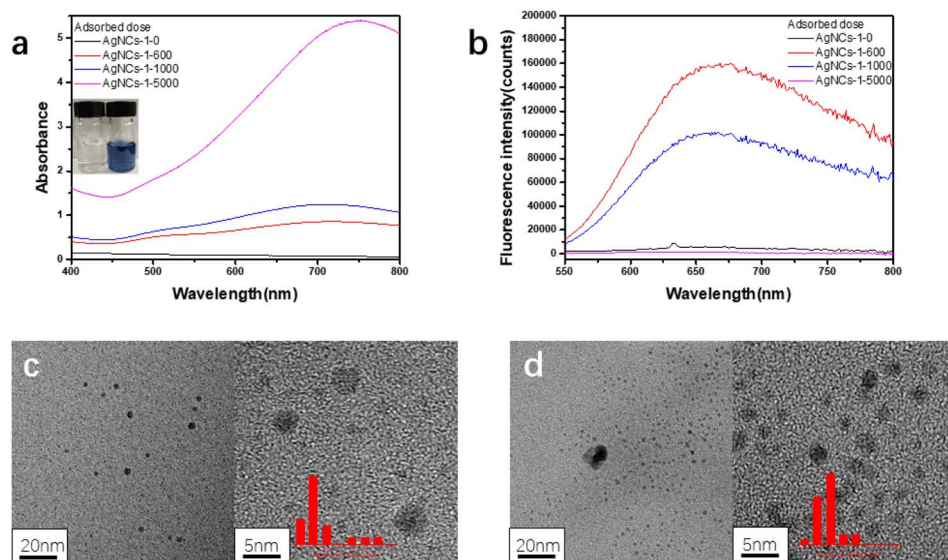 a
Adsorbed dose
AgNCs-1-0
AgNCs-1-600
AgNCs-1-1000
AgNCs-1-5000
Absorbance
5
4
3
2
1
0
400
500
600
700
800
Wavelength(nm)
b
Adsorbed dose
AgNCs-1-0
AgNCs-1-600
AgNCs-1-1000
AgNCs-1-5000
Fluorescence intensity(counts)
200000
180000
160000
140000
120000
100000
80000
60000
40000
20000
0
550
600
650
700
750
800
Wavelength(nm)
c
20nm
5nm
d
20nm
5nm